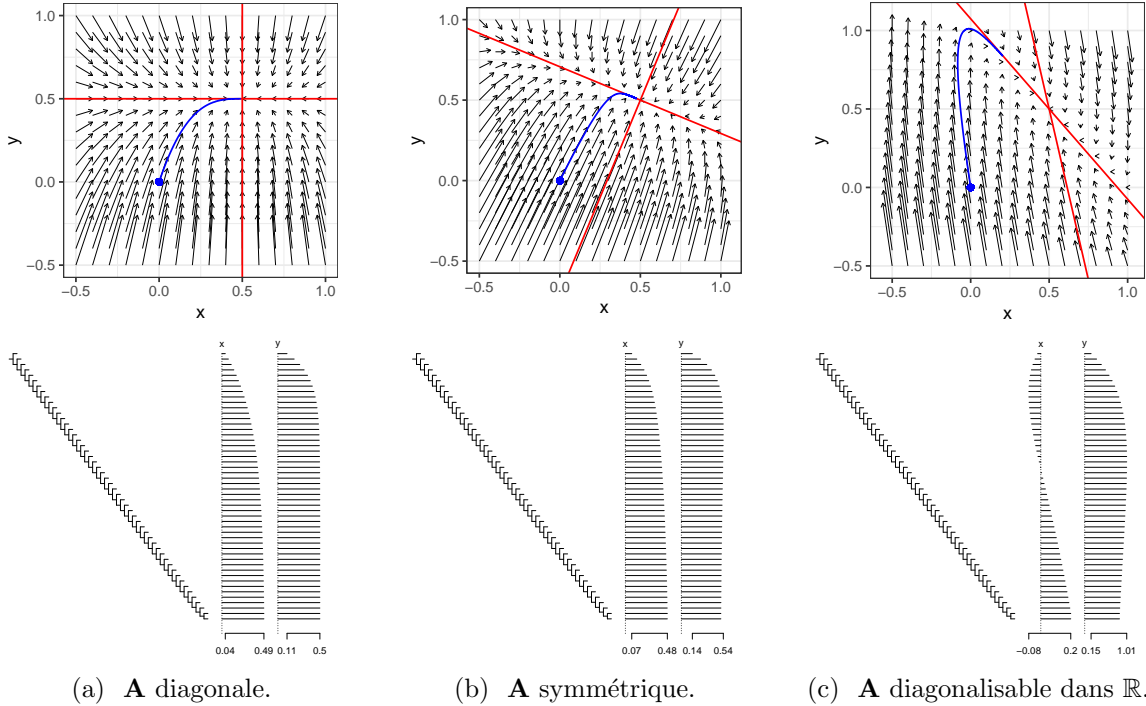 1.0
0.5
0.0
−0.5
y
−0.5 0.0 0.5 1.0
x
1.0
0.5
0.0
−0.5
y
−0.5 0.0 0.5 1.0
x
1.0
0.5
0.0
−0.5
y
−0.5 0.0 0.5 1.0
x
x y
0.04 0.49 0.11 0.5
x y
0.07 0.48 0.14 0.54
x y
−0.08 0.2 0.15 1.01
(a) A diagonale.
(b) A symmétrique.
(c) A diagonalisable dans ℝ.